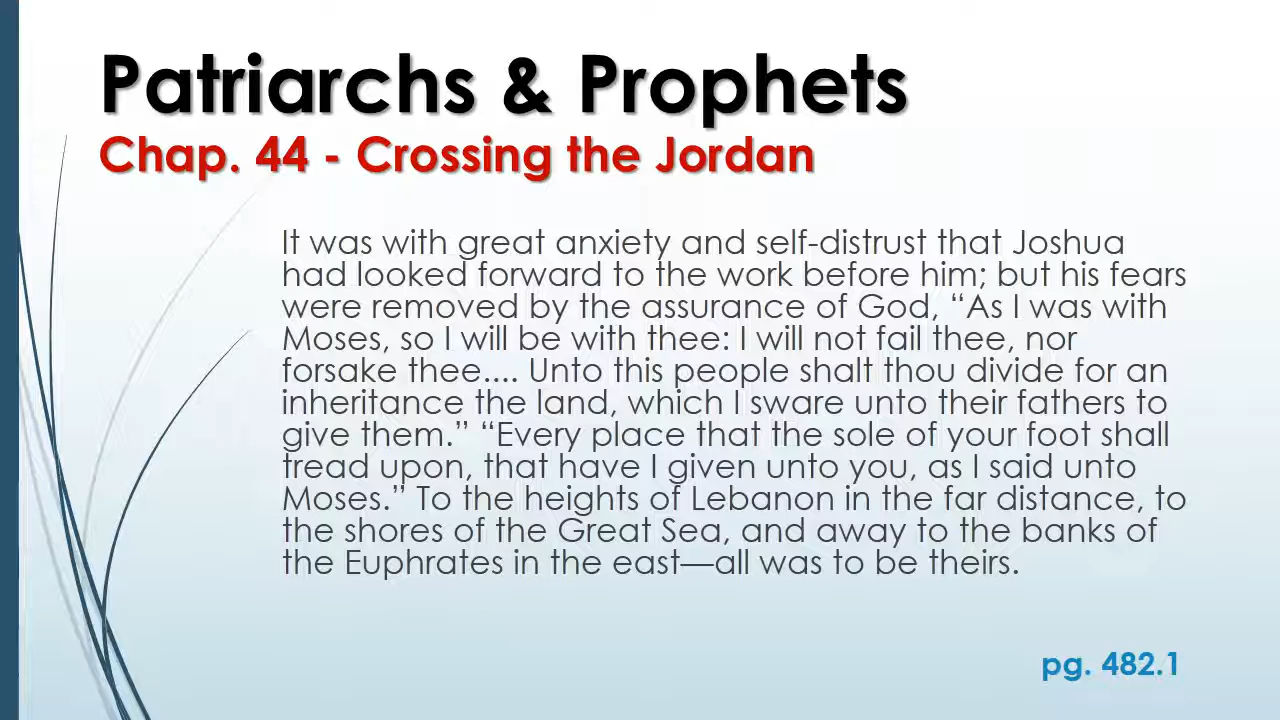 Patriarchs & Prophets
Chap. 44 - Crossing the Jordan
It was with great anxiety and self-distrust that Joshua
had looked forward to the work before him; but his fears
were removed by the assurance of God, “As I was with
Moses, so I will be with thee: I will not fail thee, nor
forsake thee.... Unto this people shalt thou divide for an
inheritance the land, which I sware unto their fathers to
give them.” “Every place that the sole of your foot shall
tread upon, that have I given unto you, as I said unto
Moses.” To the heights of Lebanon in the far distance, to
the shores of the Great Sea, and away to the banks of
the Euphrates in the east—all was to be theirs.
pg. 482.1